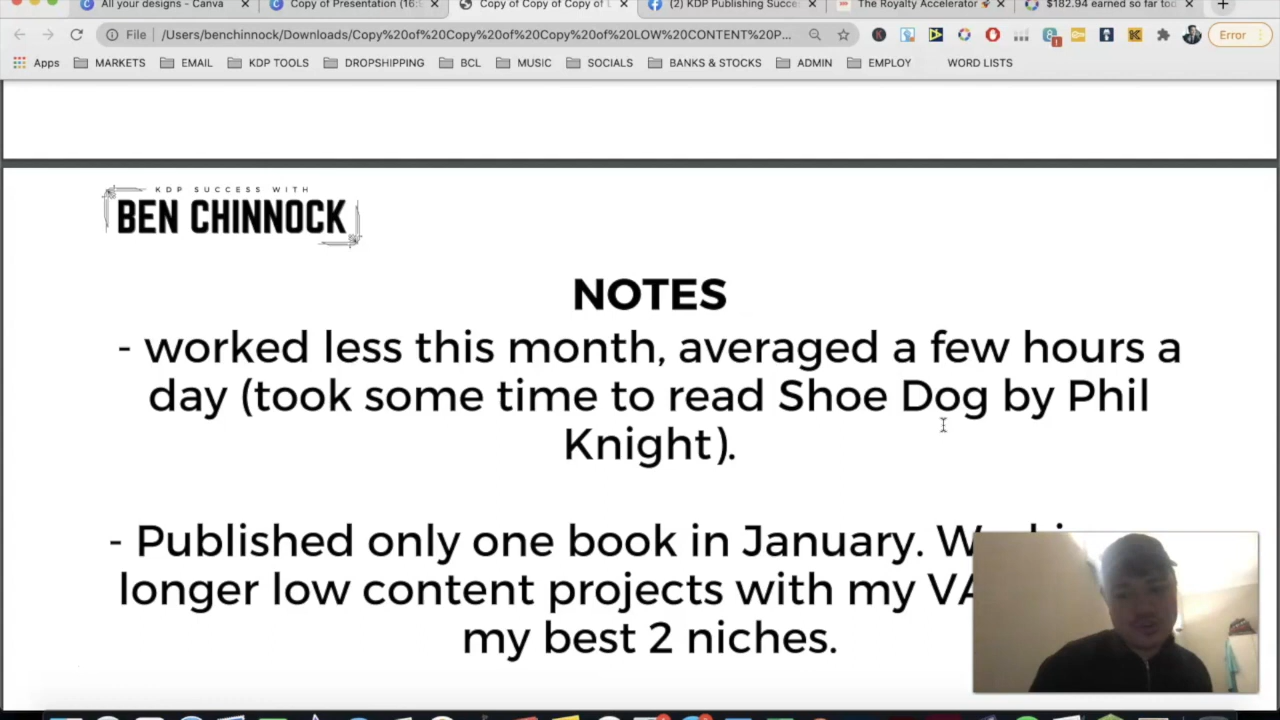 All your designs - Canva
Copy of Presentation (16:9
Copy of Copy of Copy of L
(2) KDP Publishing Succe
The Royalty Accelerator 🚀
$182.94 earned so far tod
File
/Users/benchinnock/Downloads/Copy%20of%20Copy%20of%20Copy%20of%20LOW%20CONTENT%20P...
Error
Apps MARKETS EMAIL KDP TOOLS DROPSHIPPING BCL MUSIC SOCIALS BANKS & STOCKS ADMIN EMPLOY WORD LISTS
KDP SUCCESS WITH
BEN CHINNOCK
NOTES
- worked less this month, averaged a few hours a
day (took some time to read Shoe Dog by Phil
Knight).
- Published only one book in January.
longer low content projects with my VA
my best 2 niches.